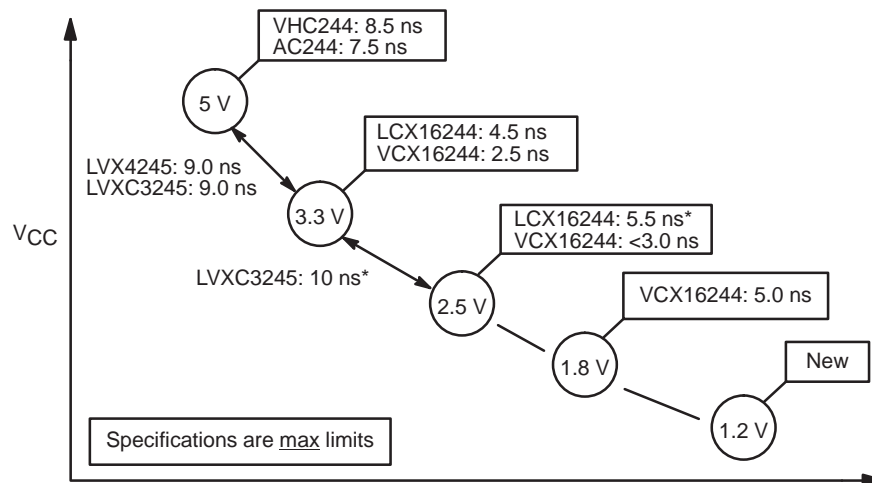 VHC244: 8.5 ns
AC244: 7.5 ns
5 V
LCX16244: 4.5 ns
VCX16244: 2.5 ns
LVX4245: 9.0 ns
LVXC3245: 9.0 ns
3.3 V
VCC
LCX16244: 5.5 ns*
VCX16244: <3.0 ns
LVXC3245: 10 ns*
2.5 V
VCX16244: 5.0 ns
1.8 V
New
1.2 V
Specifications are max limits